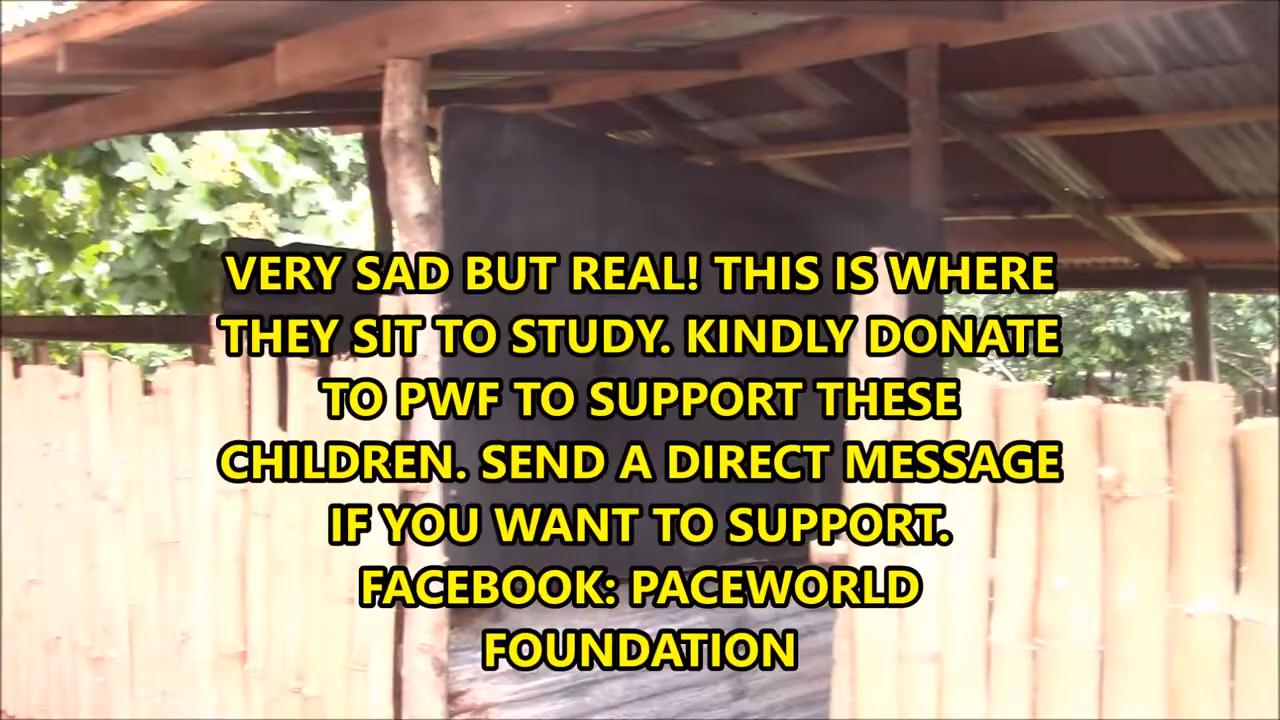 VERY SAD BUT REAL! THIS IS WHERE
THEY SIT TO STUDY. KINDLY DONATE
TO PWF TO SUPPORT THESE
CHILDREN. SEND A DIRECT MESSAGE
IF YOU WANT TO SUPPORT.
FACEBOOK: PACEWORLD
FOUNDATION